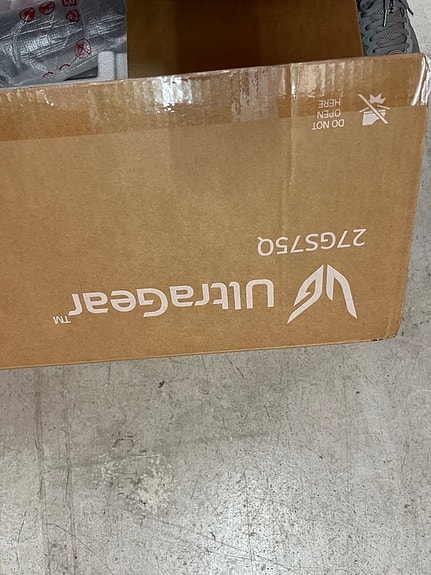 UltraGear™
27GS75Q
DO NOT
OPEN
HERE